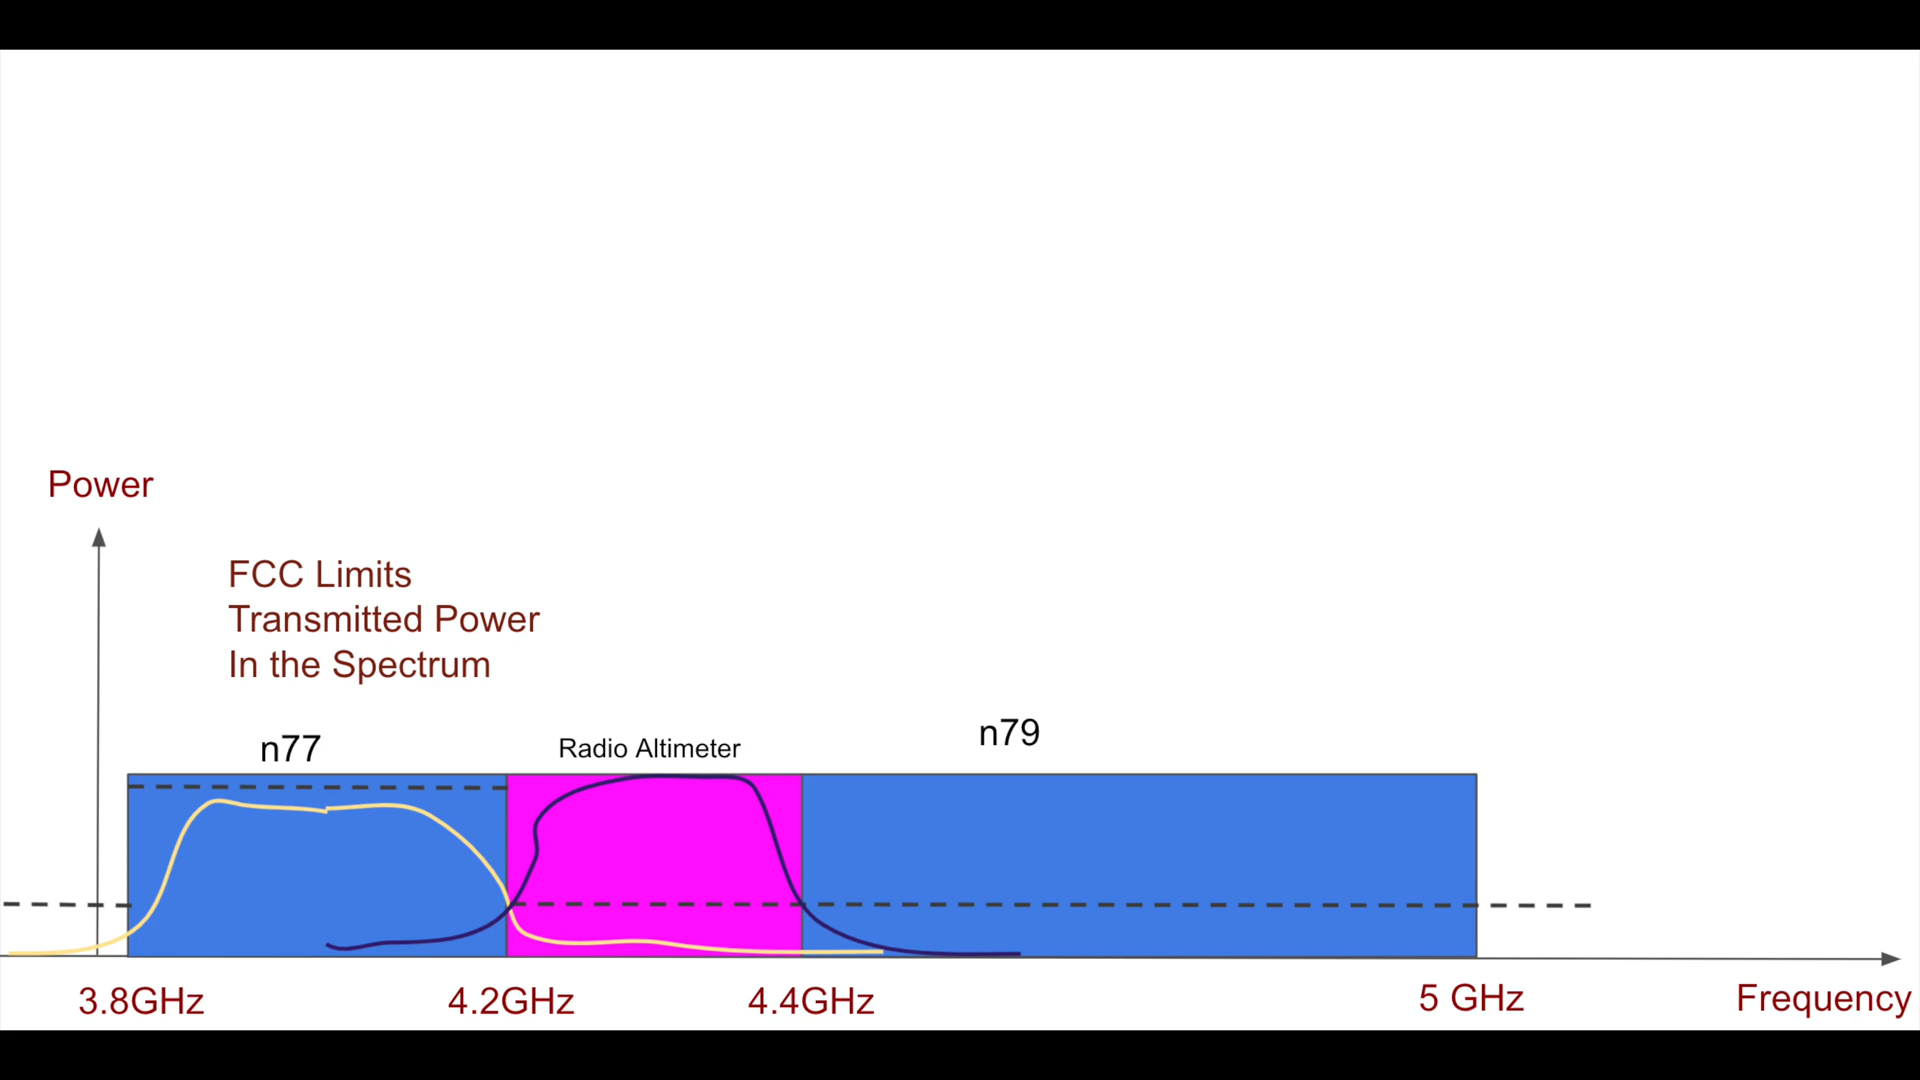 Power
FCC Limits
Transmitted Power
In the Spectrum
n77
Radio Altimeter
n79
3.8GHz
4.2GHz
4.4GHz
5 GHz
Frequency